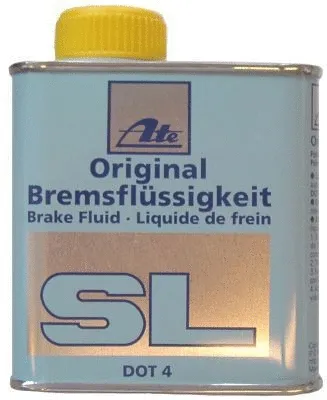 Ate
Original
Bremsflüssigkeit
Brake Fluid · Liquide de frein
SL
DOT 4